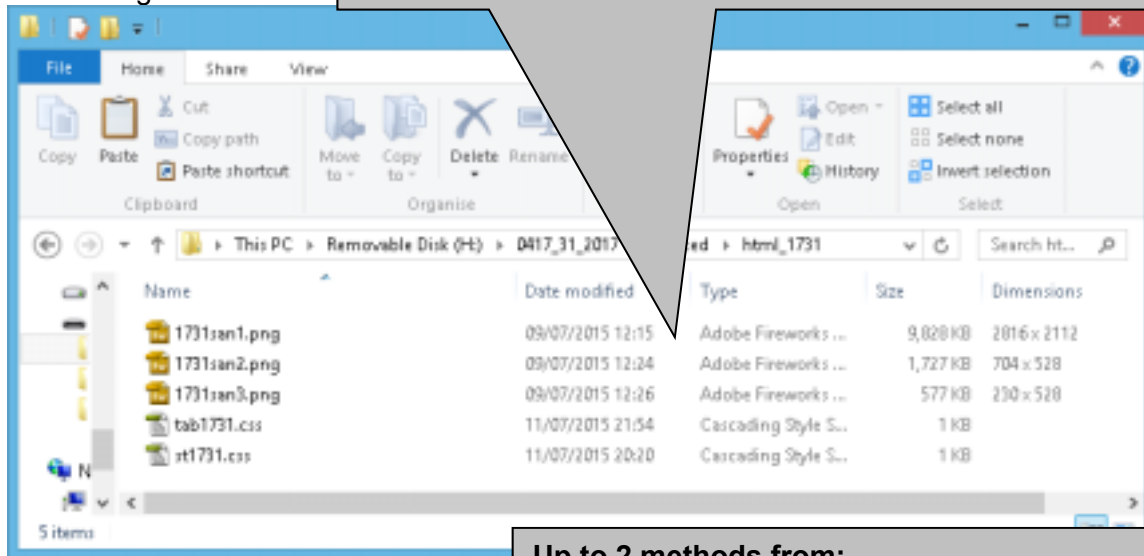 File Home Share View
Copy
Paste
Cut
Copy path
Paste shortcut
Move to
Copy to
Delete
Rename
Properties
Open
Edit
History
Select all
Select none
Invert selection
Clipboard
Organise
Open
Select
This PC Removable Disk (H:) 0417_31_2017 html_1731 Search ht...
Name Date modified Type Size Dimensions
1731san1.png 09/07/2015 12:15 Adobe Fireworks ... 9,828 KB 2816 x 2112
1731san2.png 09/07/2015 12:24 Adobe Fireworks ... 1,727 KB 704 x 528
1731san3.png 09/07/2015 12:26 Adobe Fireworks ... 577 KB 230 x 528
tab1731.css 11/07/2015 21:54 Cascading Style S... 1 KB
st1731.css 11/07/2015 20:20 Cascading Style S... 1 KB
N
5 items
Up to 2 methods from: